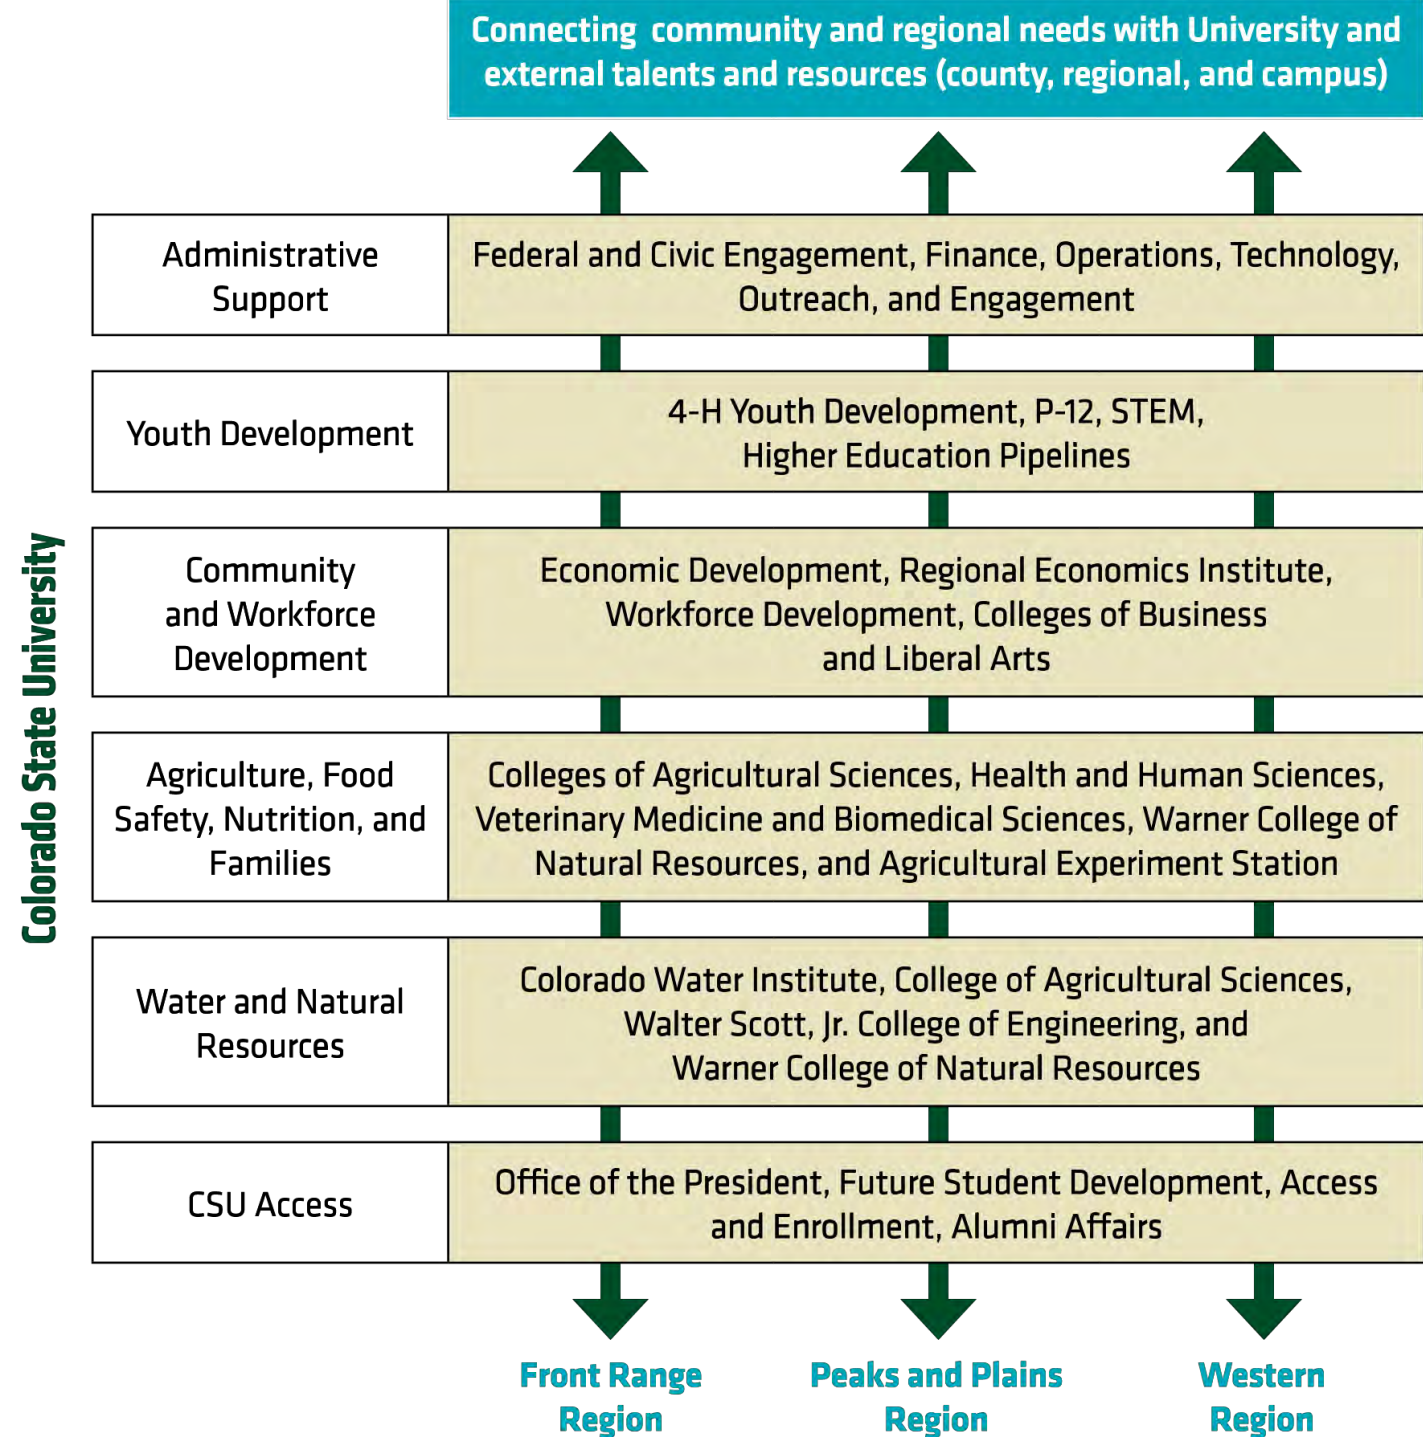 Connecting community and regional needs with University and
external talents and resources (county, regional, and campus)
Colorado State University
Administrative
Support
Federal and Civic Engagement, Finance, Operations, Technology,
Outreach, and Engagement
Youth Development
4-H Youth Development, P-12, STEM,
Higher Education Pipelines
Community
and Workforce
Development
Economic Development, Regional Economics Institute,
Workforce Development, Colleges of Business
and Liberal Arts
Agriculture, Food
Safety, Nutrition, and
Families
Colleges of Agricultural Sciences, Health and Human Sciences,
Veterinary Medicine and Biomedical Sciences, Warner College of
Natural Resources, and Agricultural Experiment Station
Water and Natural
Resources
Colorado Water Institute, College of Agricultural Sciences,
Walter Scott, Jr. College of Engineering, and
Warner College of Natural Resources
CSU Access
Office of the President, Future Student Development, Access
and Enrollment, Alumni Affairs
Front Range
Region
Peaks and Plains
Region
Western
Region